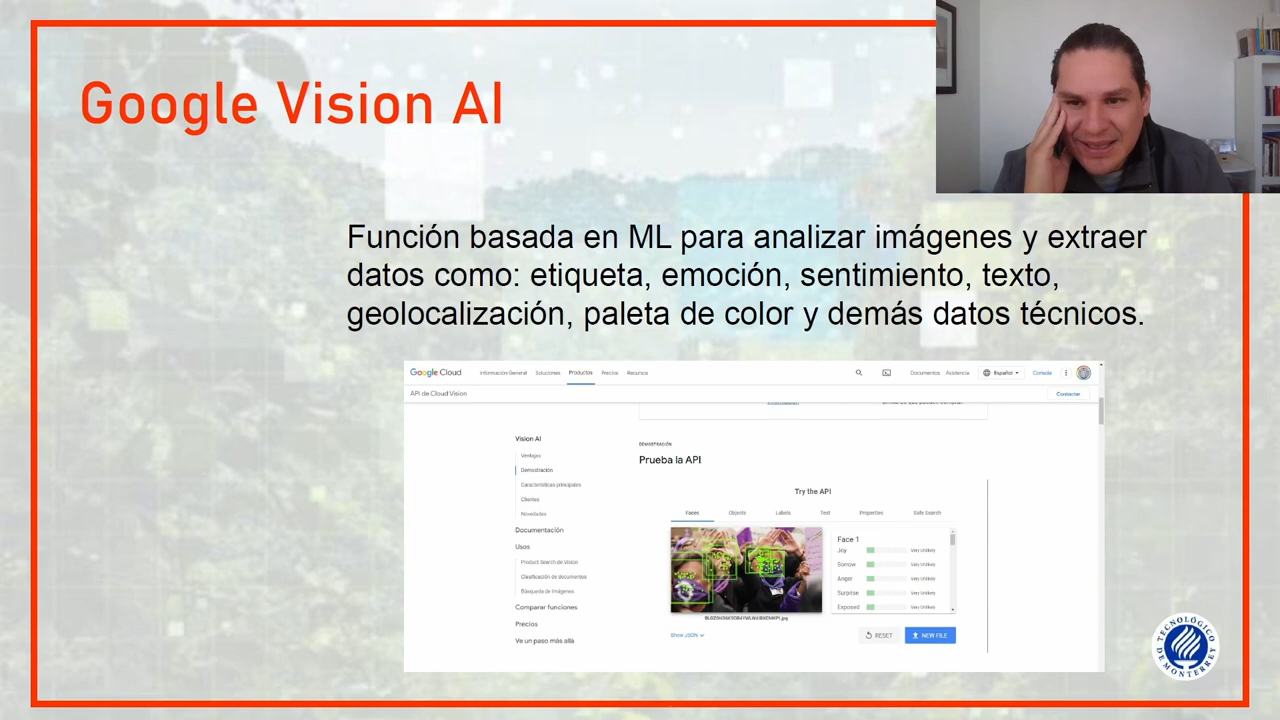 Google Vision AI
Función basada en ML para analizar imágenes y extraer
datos como: etiqueta, emoción, sentimiento, texto,
geolocalización, paleta de color y demás datos técnicos.
Google Cloud
Información General Soluciones Productos Precios Recursos
Documentos Asistencia Español Console
API de Cloud Vision
Contactar
Vision AI
Ventajas
Demostración
Características principales
Clientes
Novedades
Documentación
Usos
Product Search de Vision
Clasificación de documentos
Búsqueda de imágenes
Comparar funciones
Precios
Ve un paso más allá
DEMOSTRACIÓN
Prueba la API
Try the API
Faces Objects Labels Text Properties Safe Search
Face 1
Joy Very Unlikely
Sorrow Very Unlikely
Anger Very Unlikely
Surprise Very Unlikely
Exposed Very Unlikely
Show JSON
RESET
NEW FILE
TECNOLÓGICO
DE MONTERREY